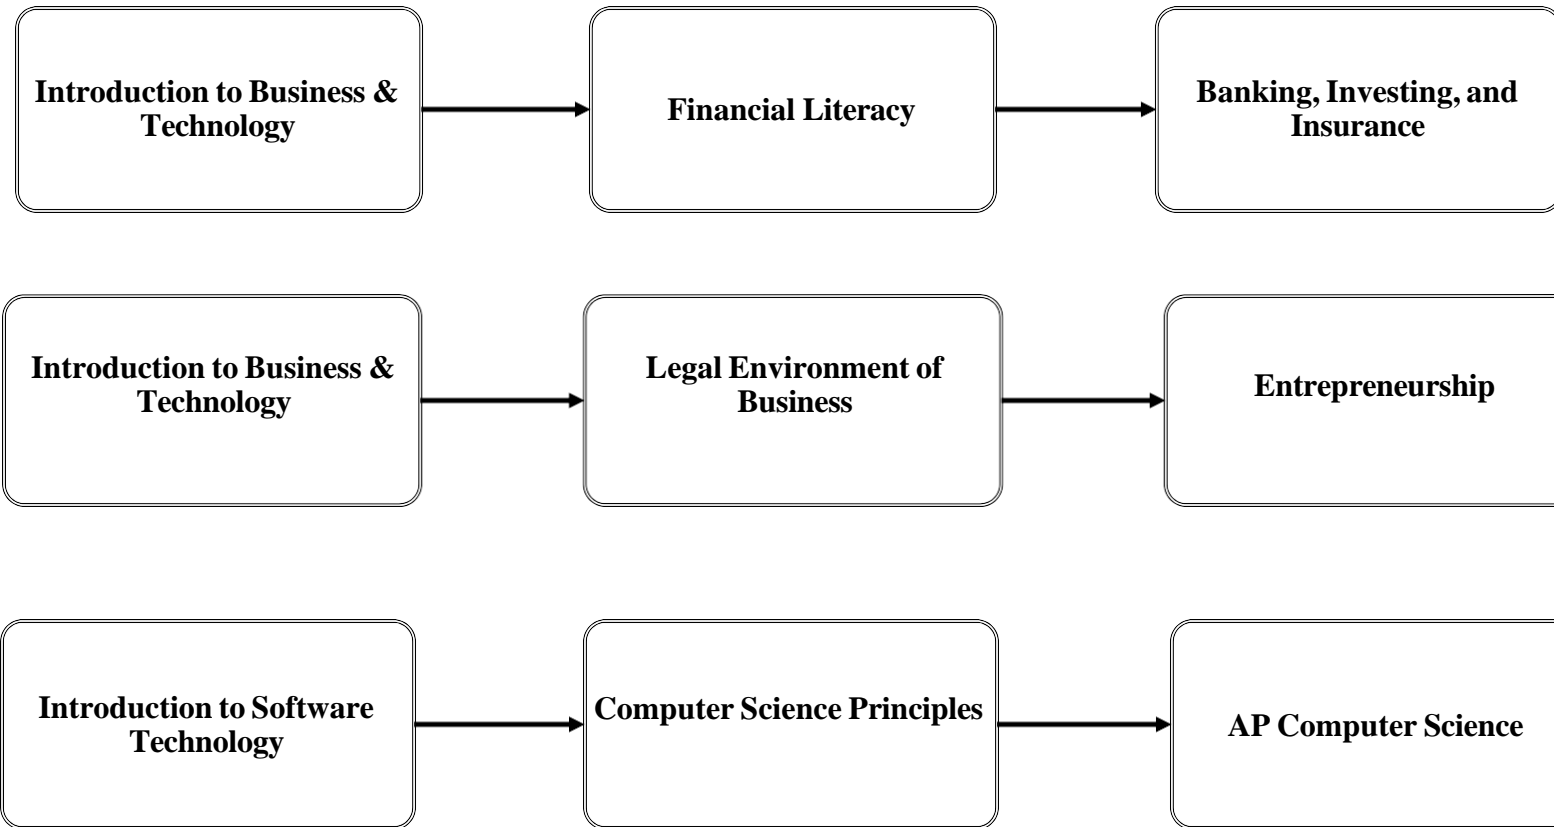 Introduction to Business &
Technology
Financial Literacy
Banking, Investing, and
Insurance
Introduction to Business &
Technology
Legal Environment of
Business
Entrepreneurship
Introduction to Software
Technology
Computer Science Principles
AP Computer Science